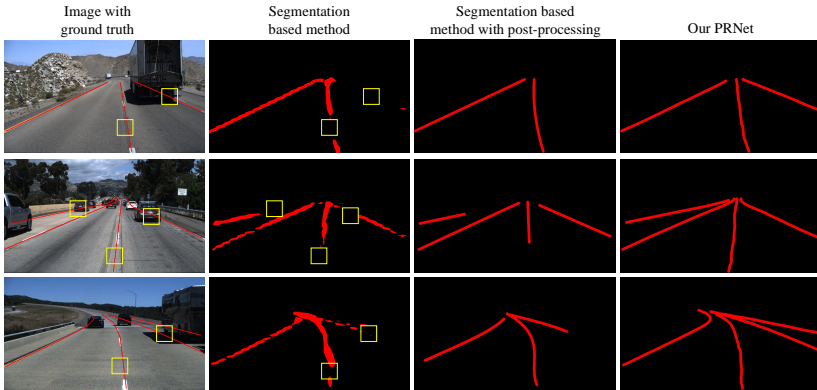 Image with
ground truth
Segmentation
based method
Segmentation based
method with post-processing
Our PRNet